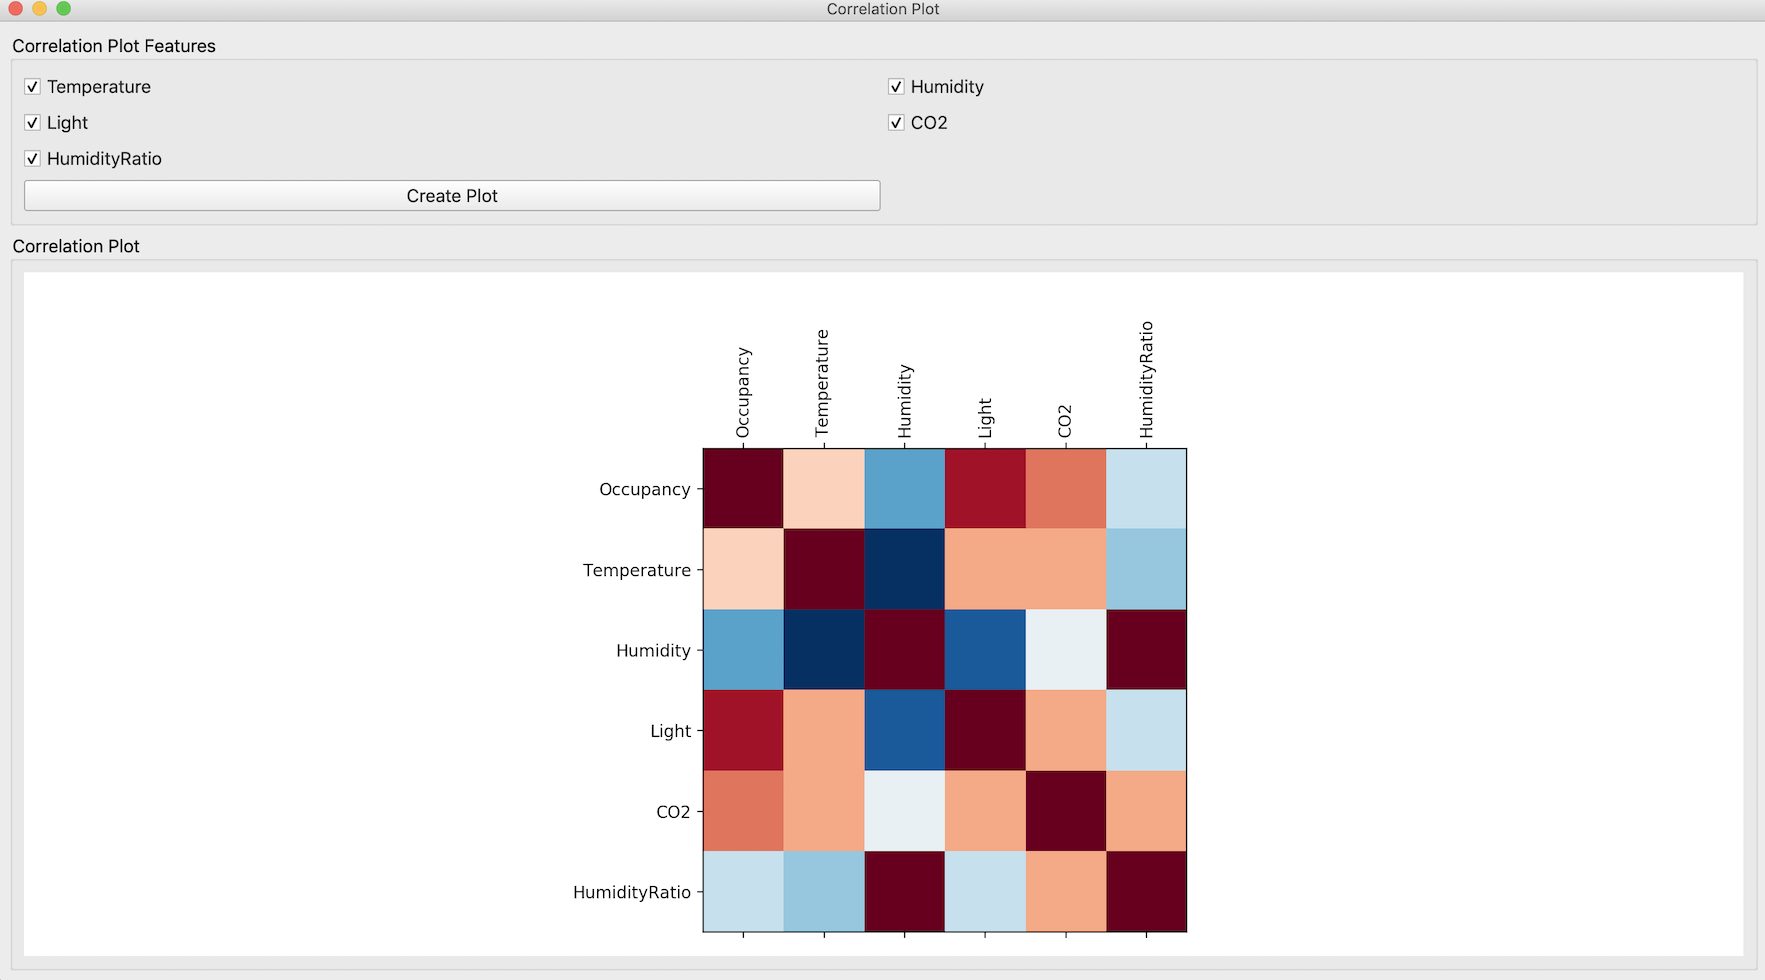 Correlation Plot
Correlation Plot Features
Temperature
Humidity
Light
CO2
HumidityRatio
Create Plot
Correlation Plot
Occupancy
Temperature
Humidity
Light
CO2
HumidityRatio
Occupancy
Temperature
Humidity
Light
CO2
HumidityRatio